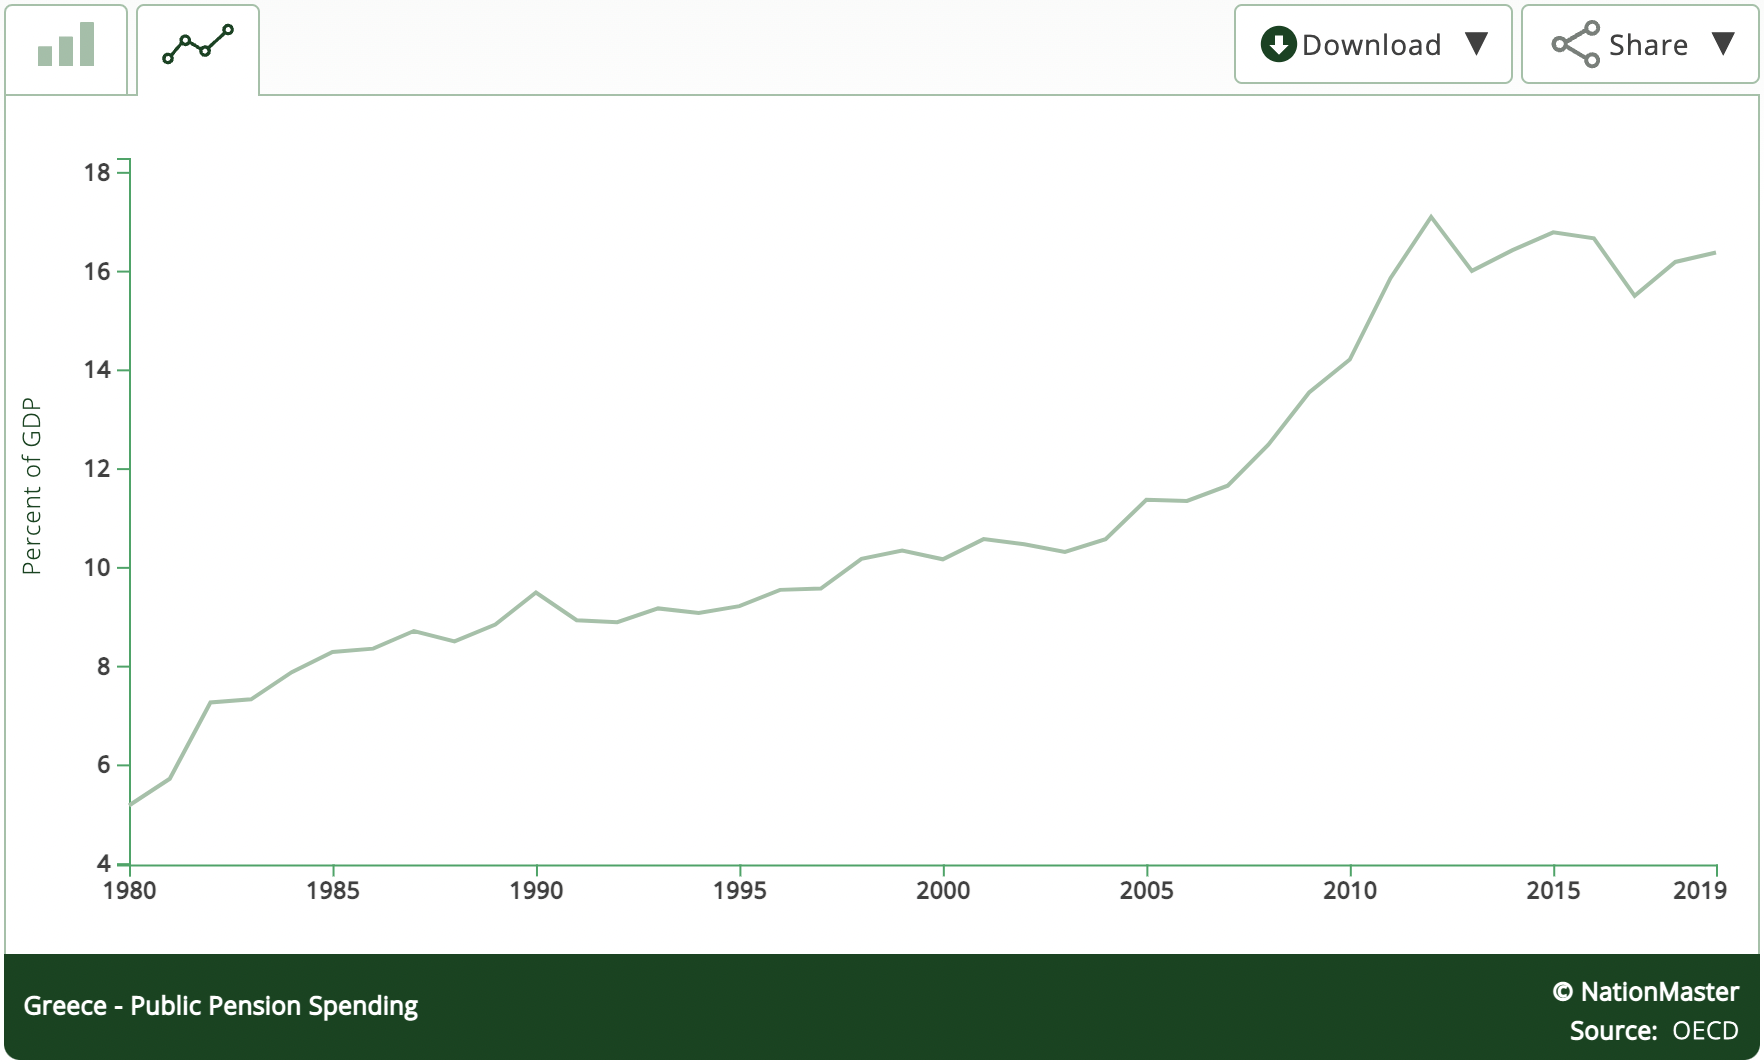 Download ▼
Share ▼
18
16
14
12
10
8
6
4
Percent of GDP
1980 1985 1990 1995 2000 2005 2010 2015 2019
Greece - Public Pension Spending
© NationMaster
Source: OECD